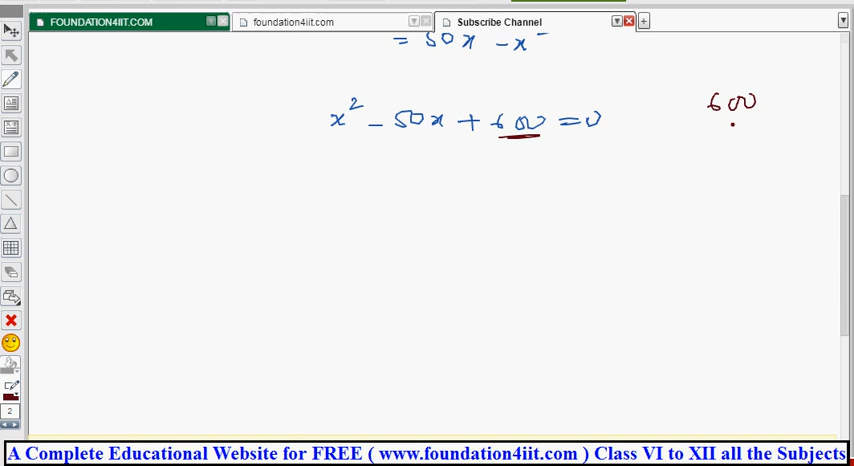 FOUNDATION4IIT.COM
foundation4iit.com
Subscribe Channel
= 50x - x²
x² - 50x + 600 = 0
600
2
A Complete Educational Website for FREE ( www.foundation4iit.com ) Class VI to XII all the Subjects